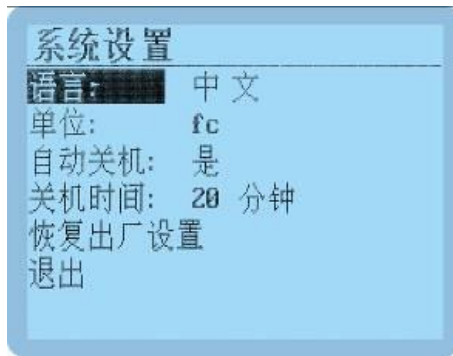 系统设置
语言: 中文
单位: fc
自动关机: 是
关机时间: 20 分钟
恢复出厂设置
退出